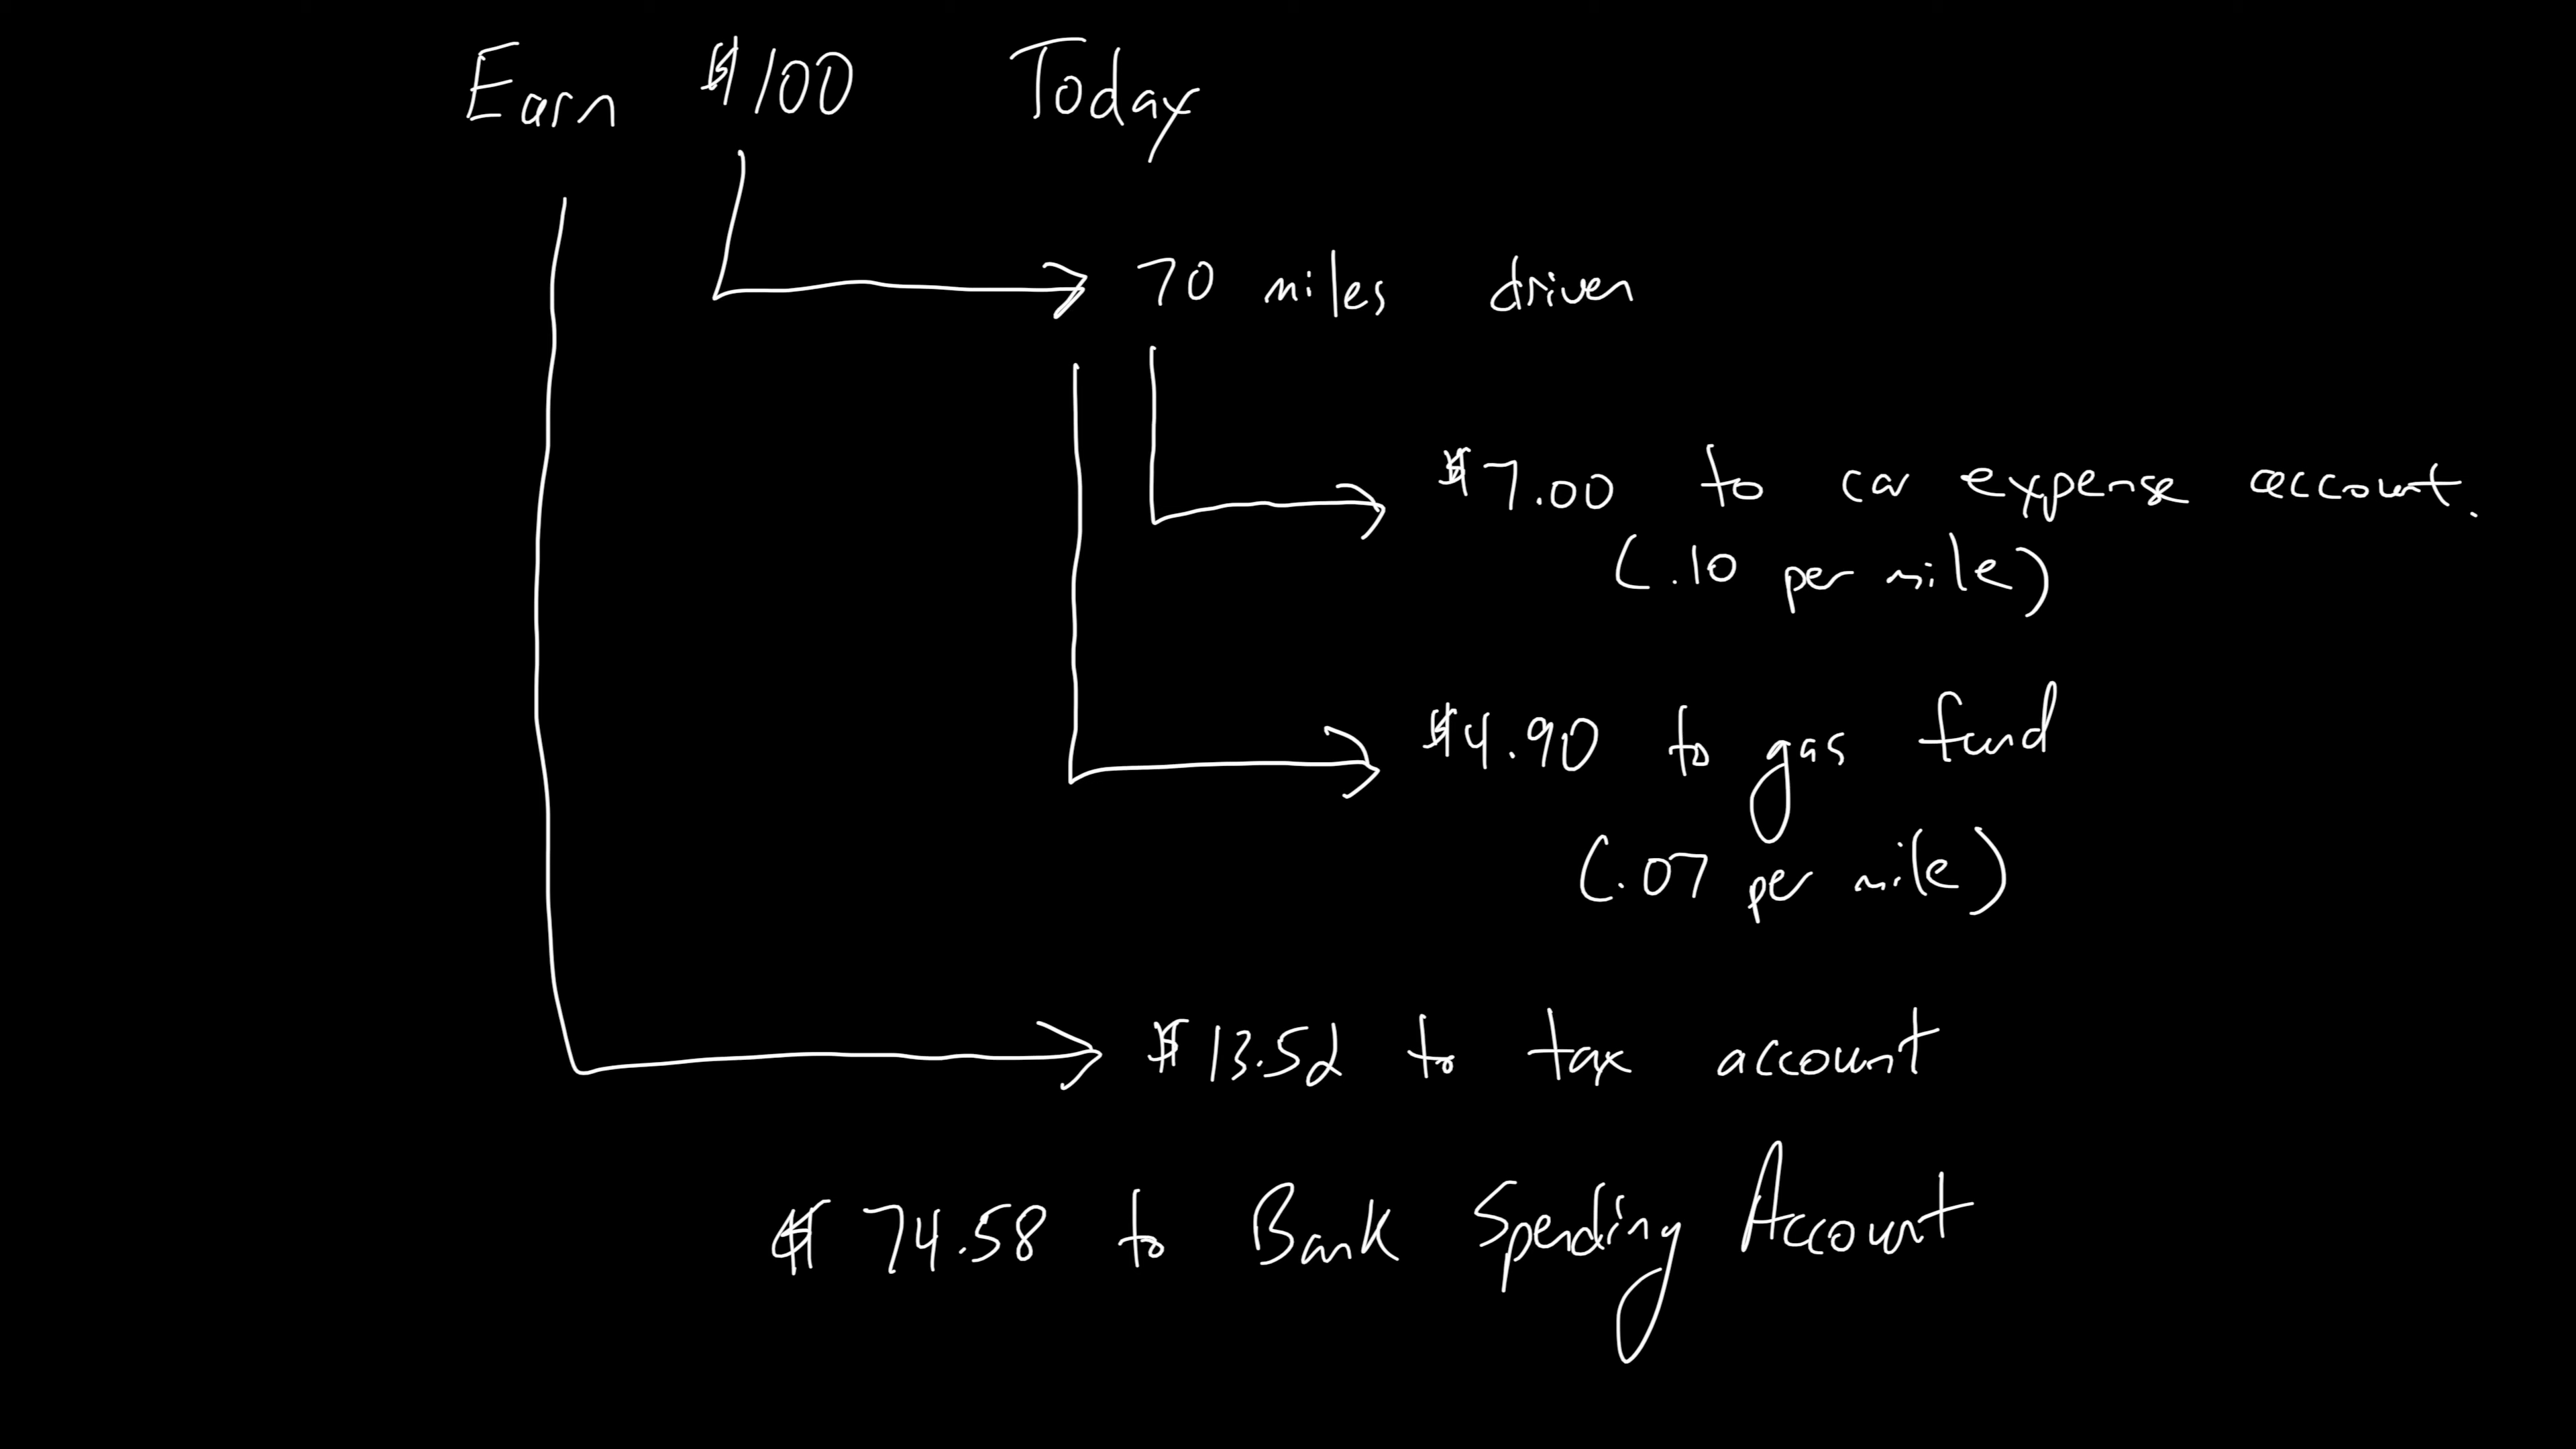 Earn $100 Today
70 miles driven
$7.00 to car expense account.
(.10 per mile)
$4.90 to gas fund
(.07 per mile)
$13.52 to tax account
$74.58 to Bank Spending Account